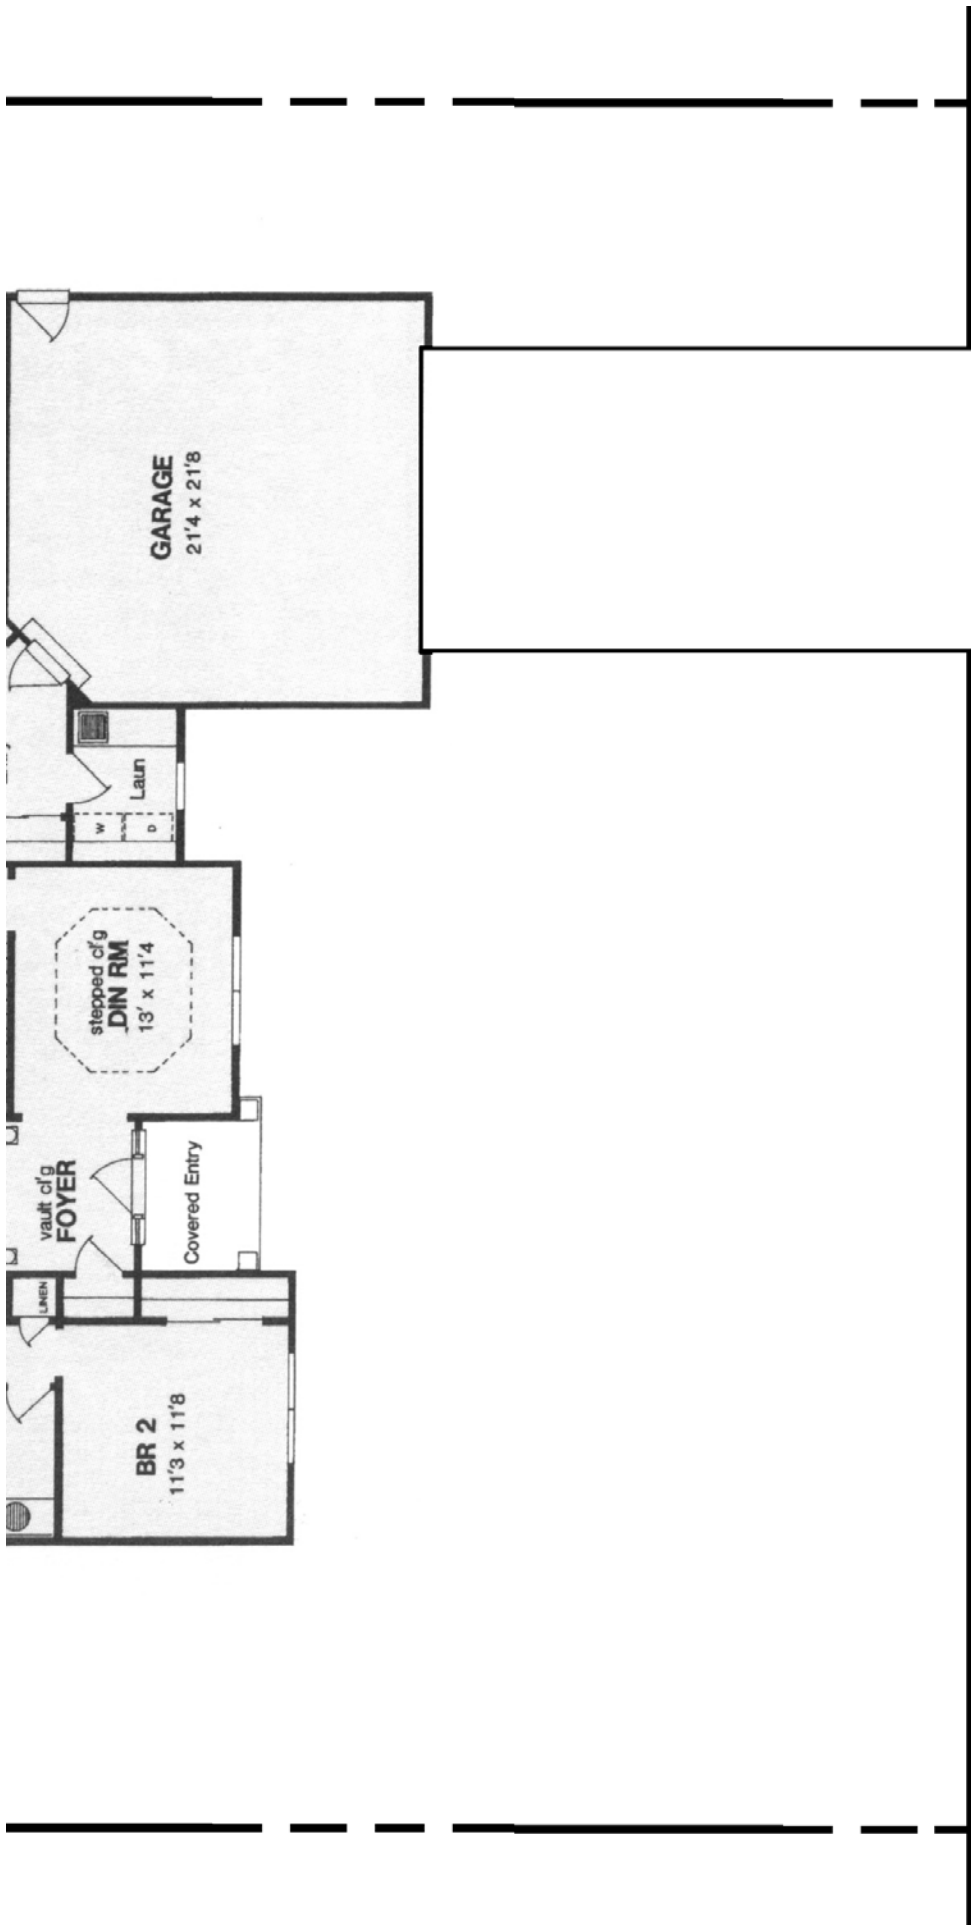 GARAGE
21'4 x 21'8
Laun
W
D
stepped cl'g
DIN RM
13' x 11'4
vault cl'g
FOYER
Covered Entry
LINEN
BR 2
11'3 x 11'8